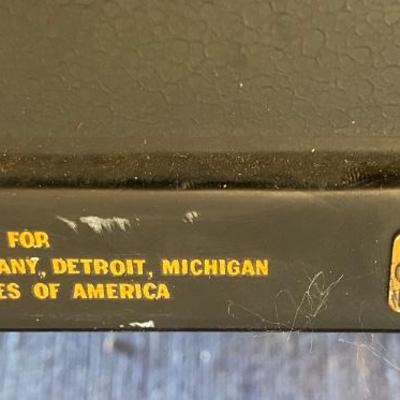 FOR
ANY, DETROIT, MICHIGAN
ES OF AMERICA